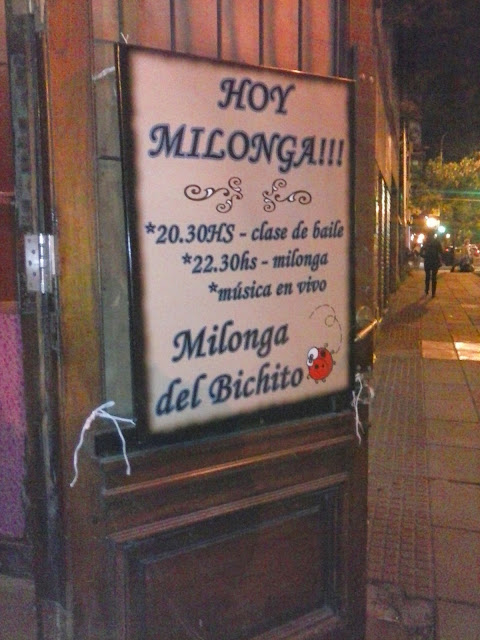 HOY
MILONGA!!!
*20.30HS - clase de baile
*22.30hs - milonga
*música en vivo
Milonga
del Bichito